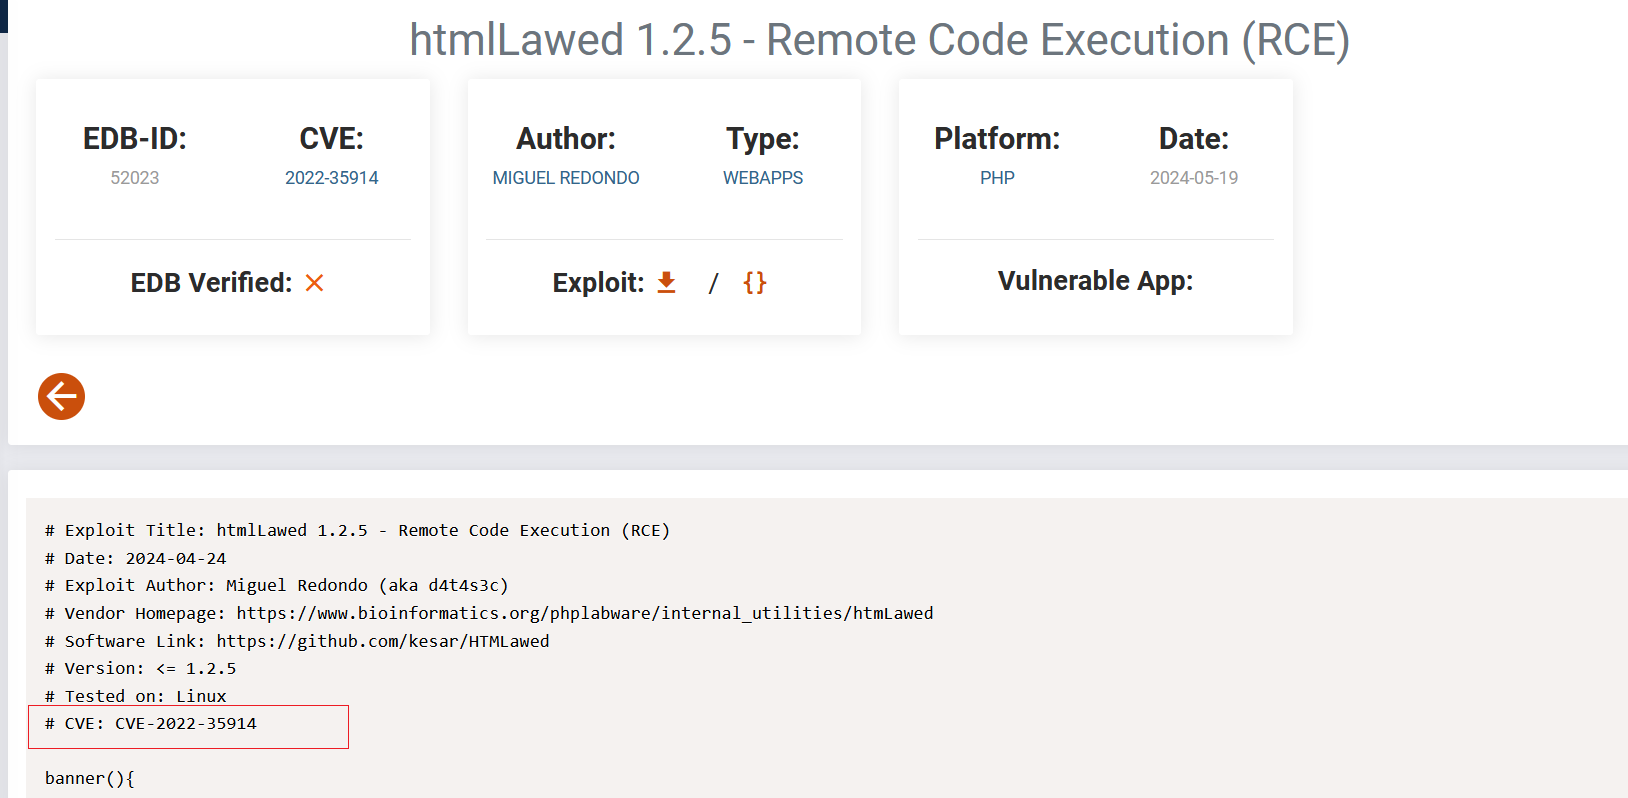 htmlLawed 1.2.5 - Remote Code Execution (RCE)
EDB-ID:
52023
CVE:
2022-35914
EDB Verified:
Author:
MIGUEL REDONDO
Type:
WEBAPPS
Exploit: / {}
Platform:
PHP
Date:
2024-05-19
Vulnerable App:
# Exploit Title: htmlLawed 1.2.5 - Remote Code Execution (RCE)
# Date: 2024-04-24
# Exploit Author: Miguel Redondo (aka d4t4s3c)
# Vendor Homepage: https://www.bioinformatics.org/phplabware/internal_utilities/htmLawed
# Software Link: https://github.com/kesar/HTMLawed
# Version: <= 1.2.5
# Tested on: Linux
# CVE: CVE-2022-35914
banner(){